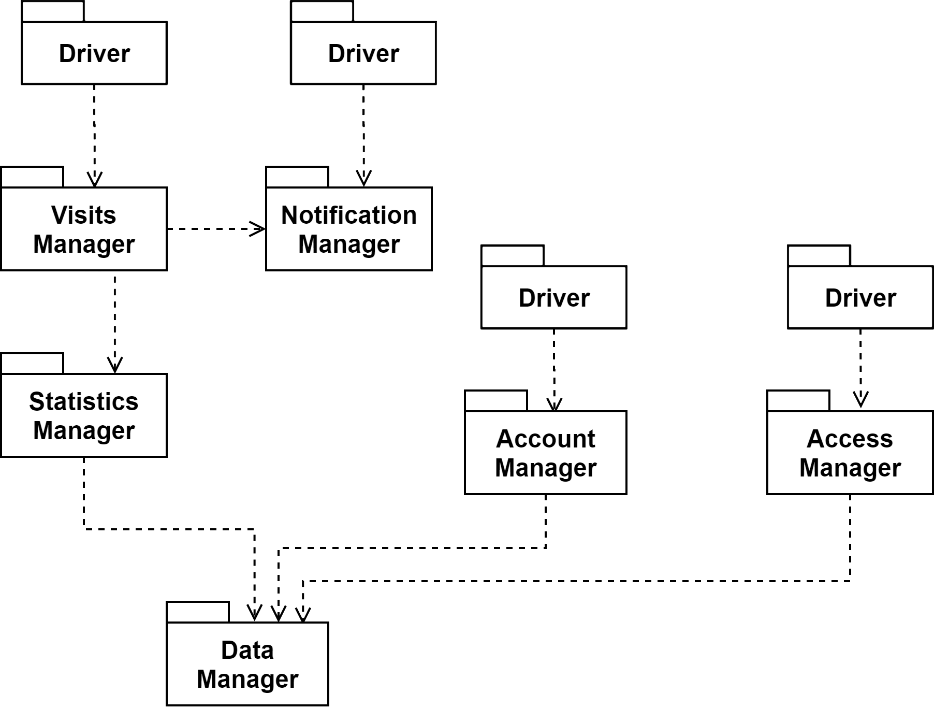 Driver
Driver
Visits
Manager
Notification
Manager
Driver
Driver
Statistics
Manager
Account
Manager
Access
Manager
Data
Manager